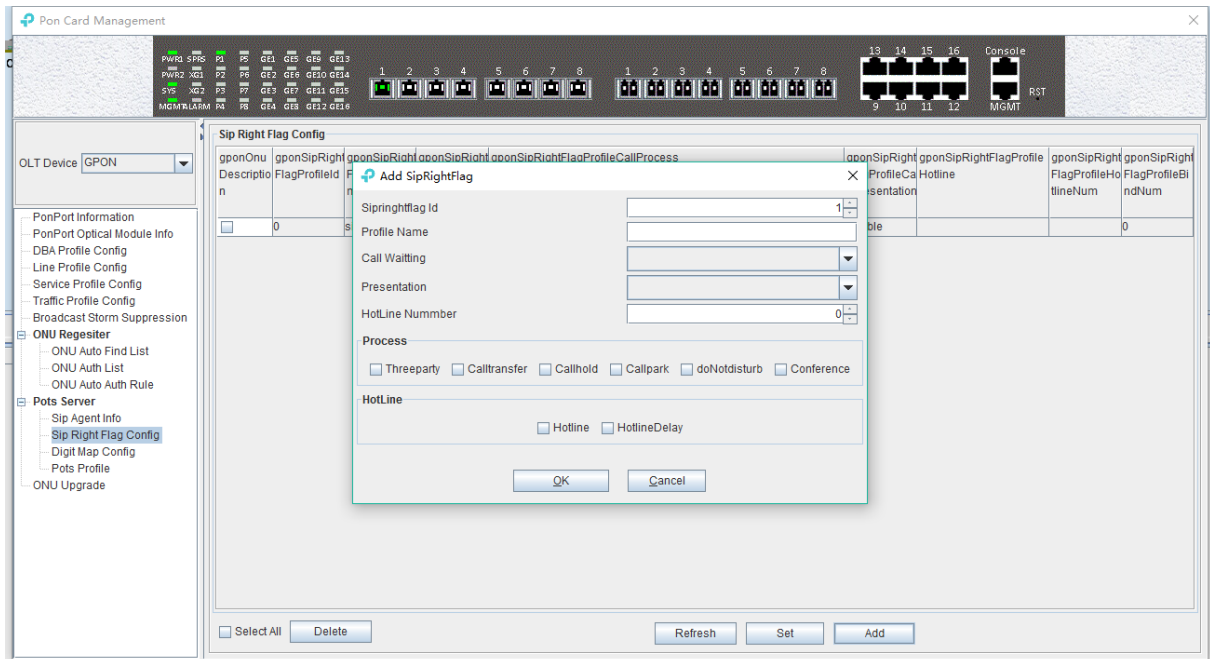 Pon Card Management
13 14 15 16 Console
PWR1 SPRS P1 P5 GE1 GE5 GE9 GE13
PWR2 XG1 P2 P6 GE2 GE6 GE10 GE14
SYS XG2 P3 P7 GE3 GE7 GE11 GE15
MGMT ALARM P4 P8 GE4 GE8 GE12 GE16
1 2 3 4 5 6 7 8 1 2 3 4 5 6 7 8
RST
9 10 11 12 MGMT
OLT Device GPON
PonPort Information
PonPort Optical Module Info
DBA Profile Config
Line Profile Config
Service Profile Config
Traffic Profile Config
Broadcast Storm Suppression
ONU Regesiter
ONU Auto Find List
ONU Auth List
ONU Auto Auth Rule
Pots Server
Sip Agent Info
Sip Right Flag Config
Digit Map Config
Pots Profile
ONU Upgrade
Sip Right Flag Config
gponOnu gponSipRight gponSipRight gponSipRight gponSipRightFlagProfileCallProcess gponSipRight gponSipRightFlagProfile gponSipRight gponSipRight
Descriptio FlagProfileId ProfileCa Hotline FlagProfileHo FlagProfileBi
n esentation tlineNum ndNum
0 s ble 0
Add SipRightFlag
Sipringhtflag Id 1
Profile Name
Call Waitting
Presentation
HotLine Nummber 0
Process
Threeparty Calltransfer Callhold Callpark doNotdisturb Conference
HotLine
Hotline HotlineDelay
OK Cancel
Select All Delete Refresh Set Add